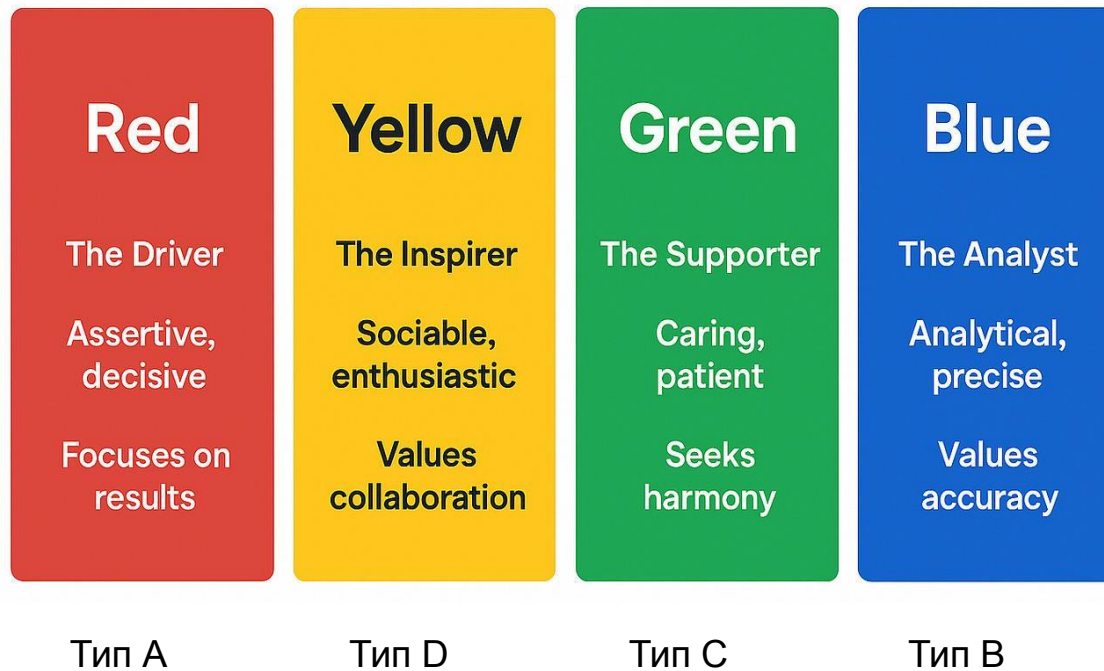 Red
The Driver
Assertive,
decisive
Focuses on
results
Yellow
The Inspirer
Sociable,
enthusiastic
Values
collaboration
Green
The Supporter
Caring,
patient
Seeks
harmony
Blue
The Analyst
Analytical,
precise
Values
accuracy
Тип A
Тип D
Тип C
Тип B